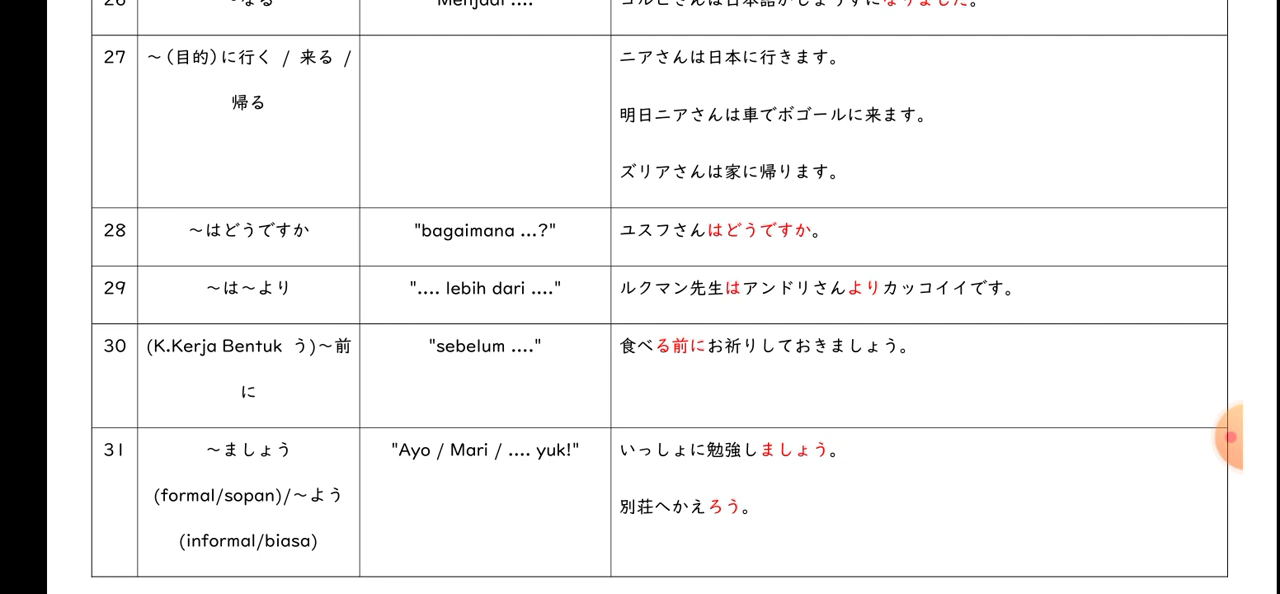 ～なる "Menjadi ...."
27 ～(目的)に行く / 来る / 帰る
ニアさんは日本に行きます。
明日ニアさんは車でボゴールに来ます。
ズリアさんは家に帰ります。
28 ～はどうですか "bagaimana ...?" ユスフさんはどうですか。
29 ～は～より ".... lebih dari ...." ルクマン先生はアンドリさんよりカッコイイです。
30 (K.Kerja Bentuk う)～前に "sebelum ...." 食べる前にお祈りしておきましょう。
31 ～ましょう "Ayo / Mari / .... yuk!" いっしょに勉強しましょう。
(formal/sopan)/～よう
(informal/biasa)
別荘へかえろう。